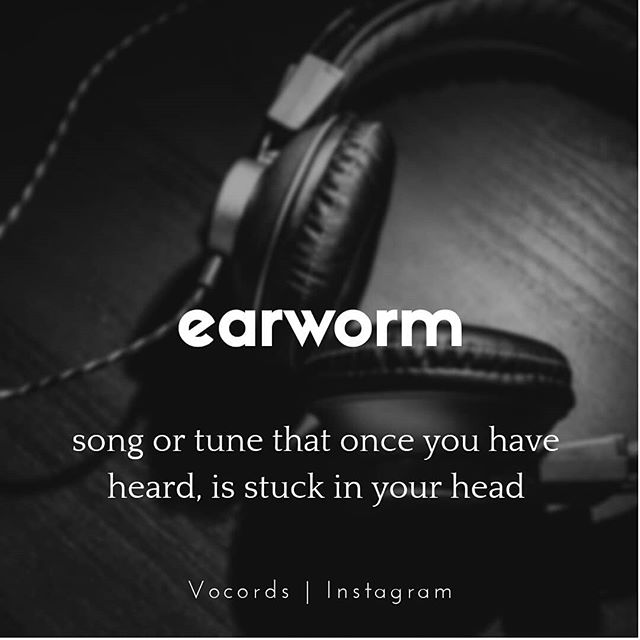 earworm
song or tune that once you have
heard, is stuck in your head
Vocords | Instagram